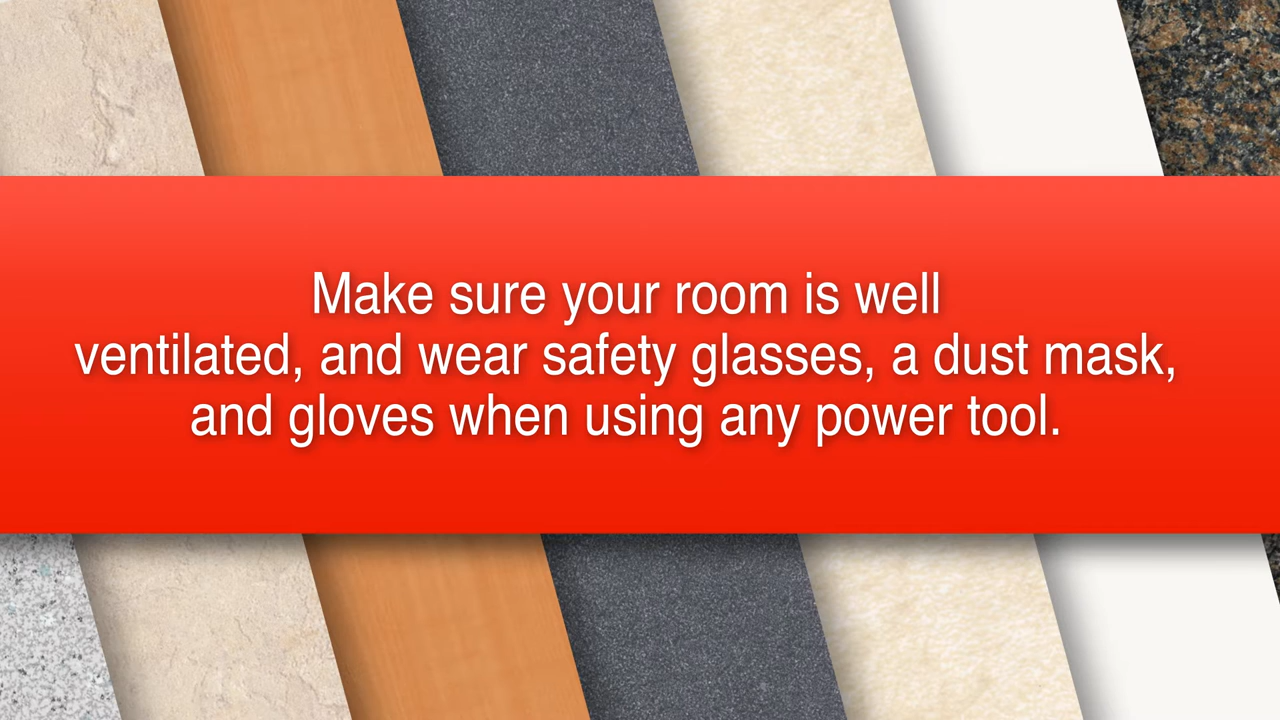 Make sure your room is well
ventilated, and wear safety glasses, a dust mask,
and gloves when using any power tool.